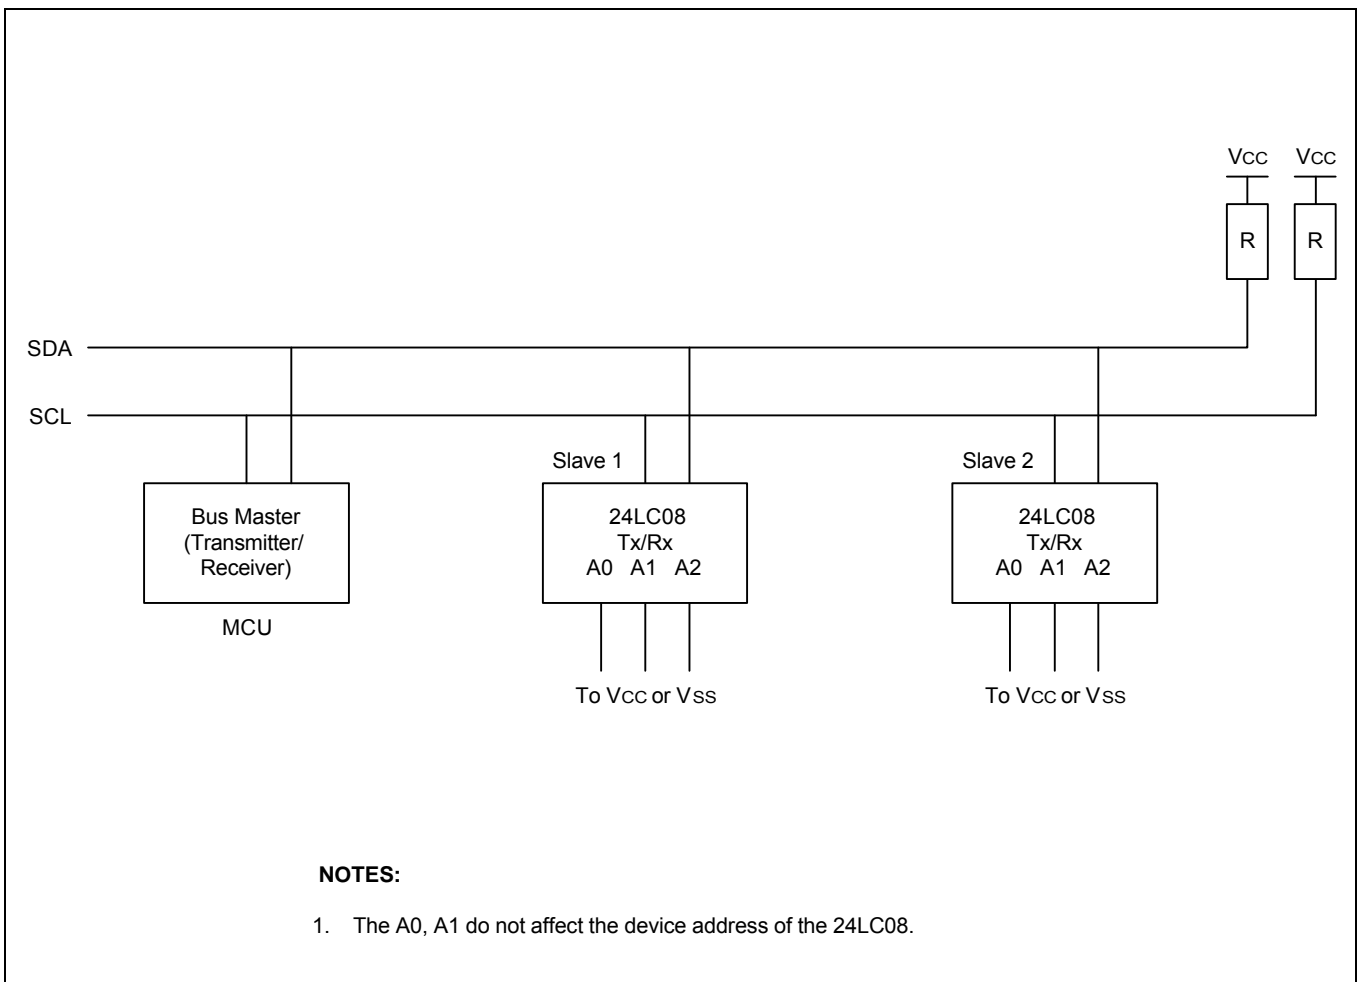 VCC VCC
R R
SDA
SCL
Slave 1 Slave 2
Bus Master
(Transmitter/
Receiver)
MCU
24LC08
Tx/Rx
A0 A1 A2
To VCC or VSS
24LC08
Tx/Rx
A0 A1 A2
To VCC or VSS
NOTES:
1. The A0, A1 do not affect the device address of the 24LC08.